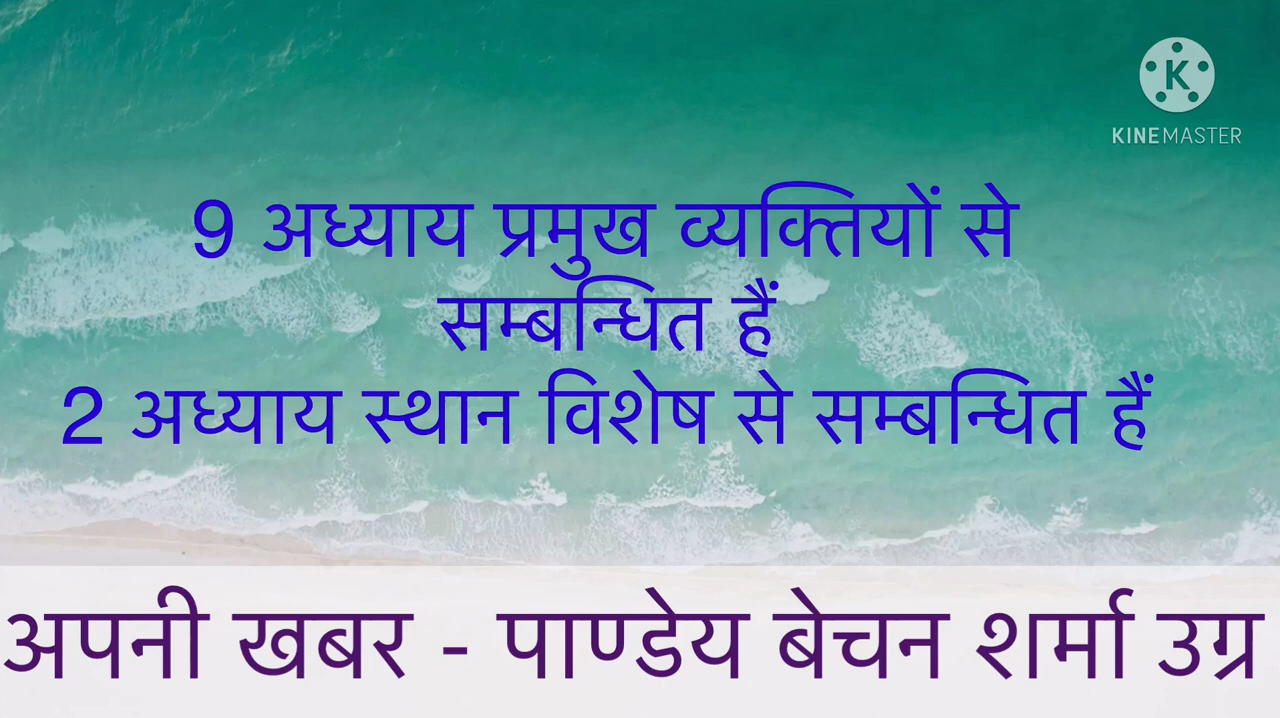 KINEMASTER
9 अध्याय प्रमुख व्यक्तियों से
सम्बन्धित हैं
2 अध्याय स्थान विशेष से सम्बन्धित हैं
अपनी खबर - पाण्डेय बेचन शर्मा उग्र